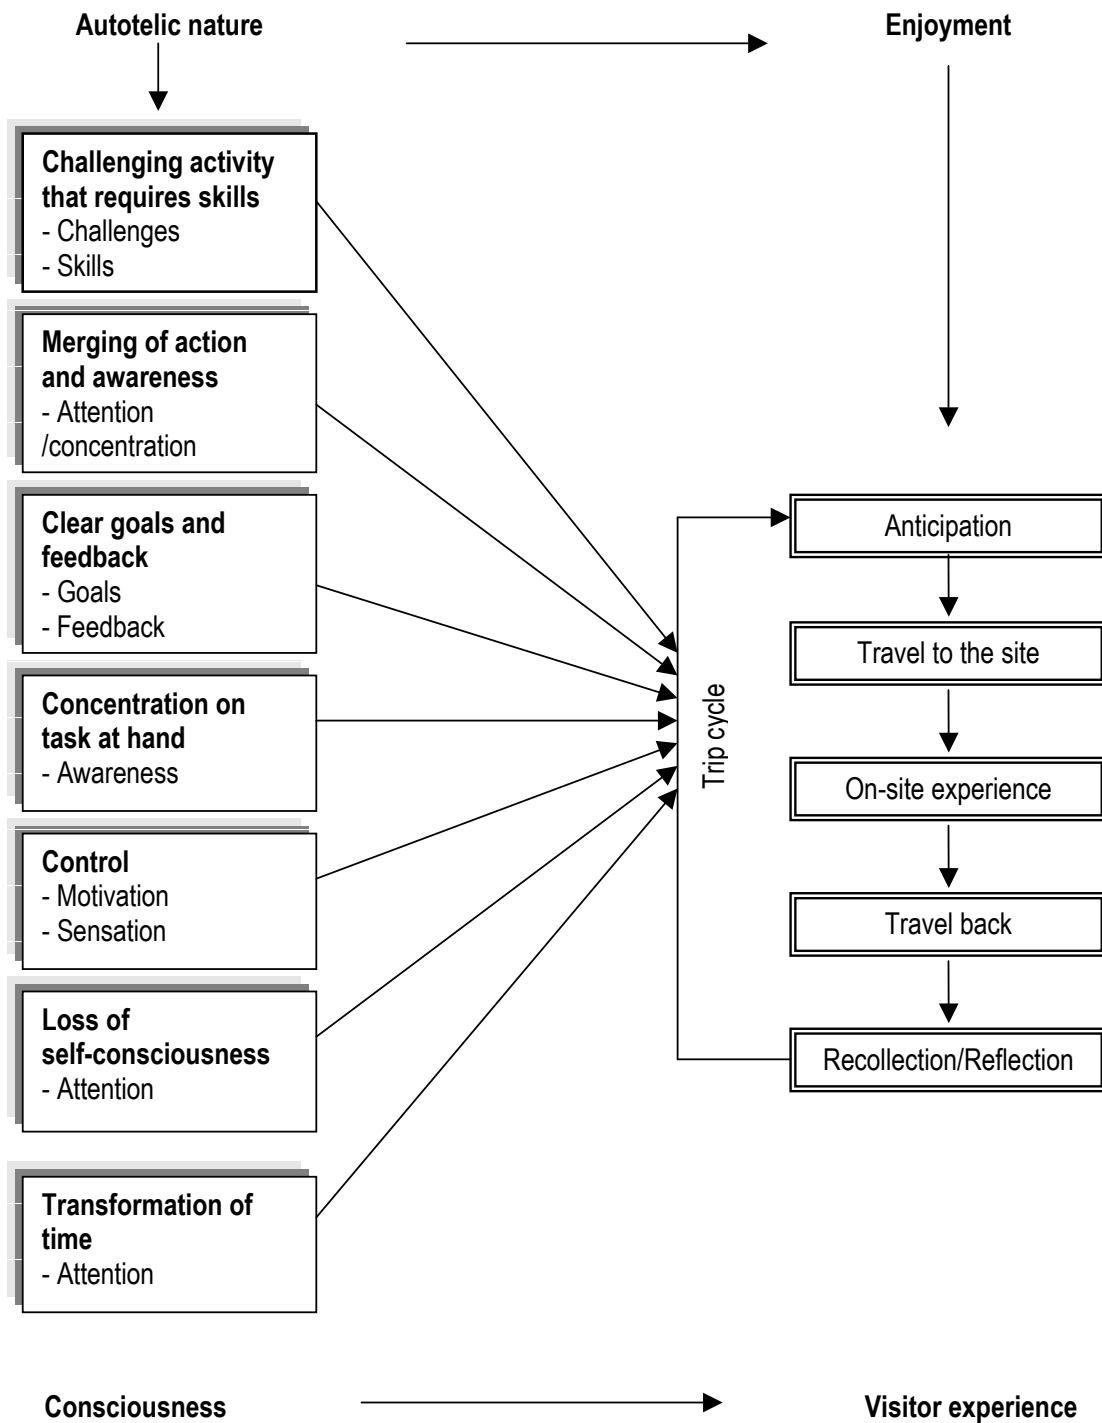 Autotelic nature
Enjoyment
Challenging activity
that requires skills
- Challenges
- Skills
Merging of action
and awareness
- Attention
/concentration
Clear goals and
feedback
- Goals
- Feedback
Concentration on
task at hand
- Awareness
Control
- Motivation
- Sensation
Loss of
self-consciousness
- Attention
Transformation of
time
- Attention
Trip cycle
Anticipation
Travel to the site
On-site experience
Travel back
Recollection/Reflection
Consciousness
Visitor experience